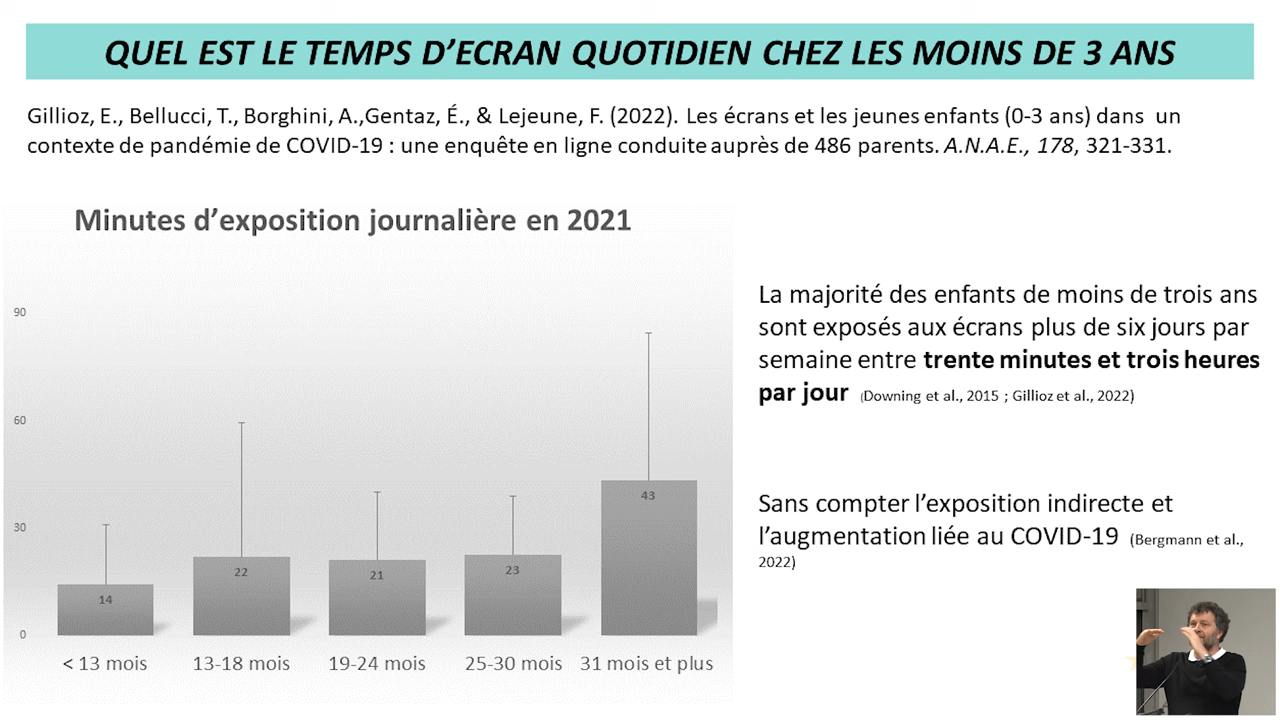 QUEL EST LE TEMPS D’ECRAN QUOTIDIEN CHEZ LES MOINS DE 3 ANS
Gillioz, E., Bellucci, T., Borghini, A.,Gentaz, É., & Lejeune, F. (2022). Les écrans et les jeunes enfants (0-3 ans) dans un
contexte de pandémie de COVID-19 : une enquête en ligne conduite auprès de 486 parents. A.N.A.E., 178, 321-331.
Minutes d’exposition journalière en 2021
90
60
30
0
14
22
21
23
43
< 13 mois
13-18 mois
19-24 mois
25-30 mois
31 mois et plus
La majorité des enfants de moins de trois ans
sont exposés aux écrans plus de six jours par
semaine entre trente minutes et trois heures
par jour (Downing et al., 2015 ; Gillioz et al., 2022)
Sans compter l’exposition indirecte et
l’augmentation liée au COVID-19 (Bergmann et al.,
2022)